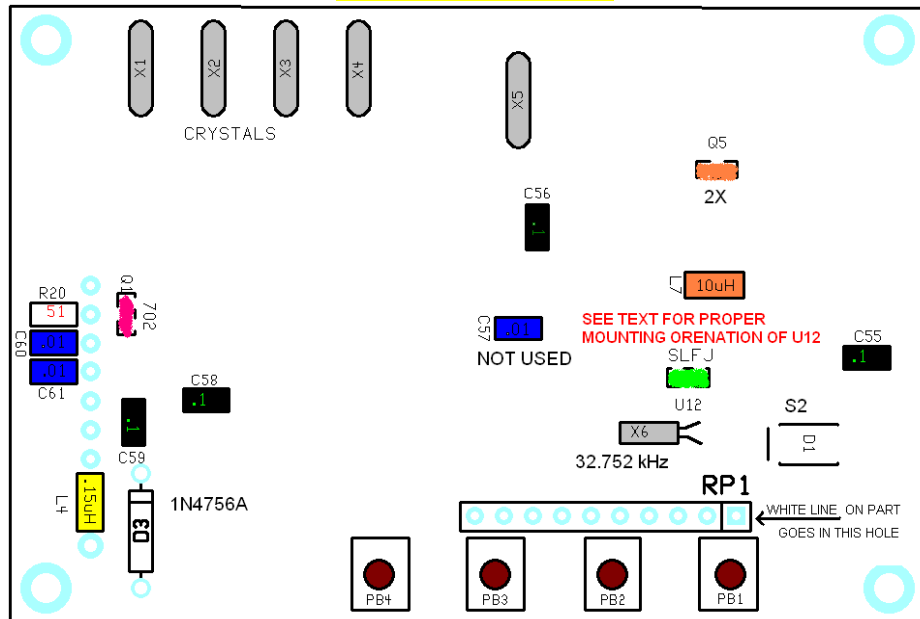 X1
X2
X3
X4
X5
CRYSTALS
Q5
2X
C56
.1
Q1
702
R20
51
C60
.01
.01
C61
L7
10uH
SEE TEXT FOR PROPER
MOUNTING ORENATION OF U12
C57
.01
NOT USED
SLFJ
C55
.1
C58
.1
.1
C59
U12
X6
32.752 kHz
S2
D1
L4
.15uH
1N4756A
D3
RP1
WHITE LINE ON PART
GOES IN THIS HOLE
PB4
PB3
PB2
PB1